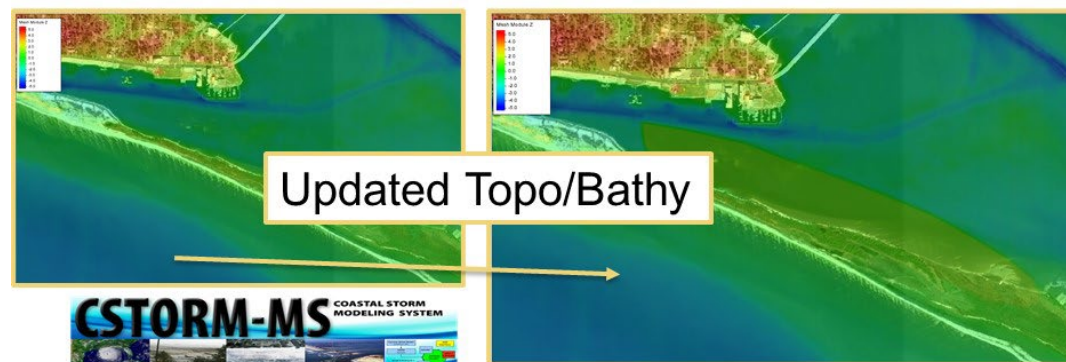 Mesh Module Z
5.0
4.0
3.0
2.0
1.0
0.0
-1.0
-2.0
-3.0
-4.0
-5.0
Updated Topo/Bathy
CSTORM-MS
COASTAL STORM
MODELING SYSTEM